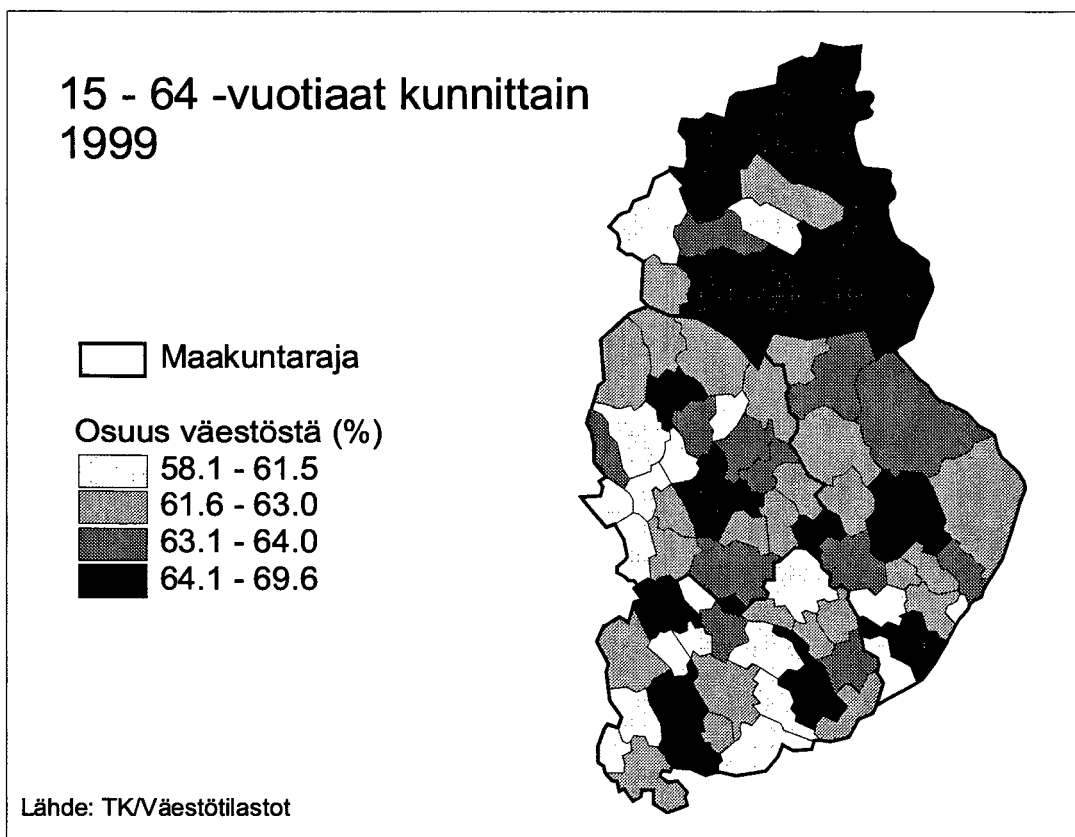 15 - 64 -vuotiaat kunnittain
1999
Maakuntaraja
Osuus väestöstä (%)
58.1 - 61.5
61.6 - 63.0
63.1 - 64.0
64.1 - 69.6
Lähde: TK/Väestötilastot